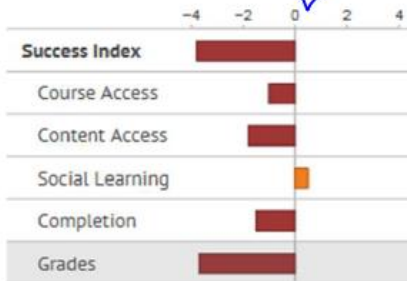 −4 −2 0 2 4
Success Index
Course Access
Content Access
Social Learning
Completion
Grades